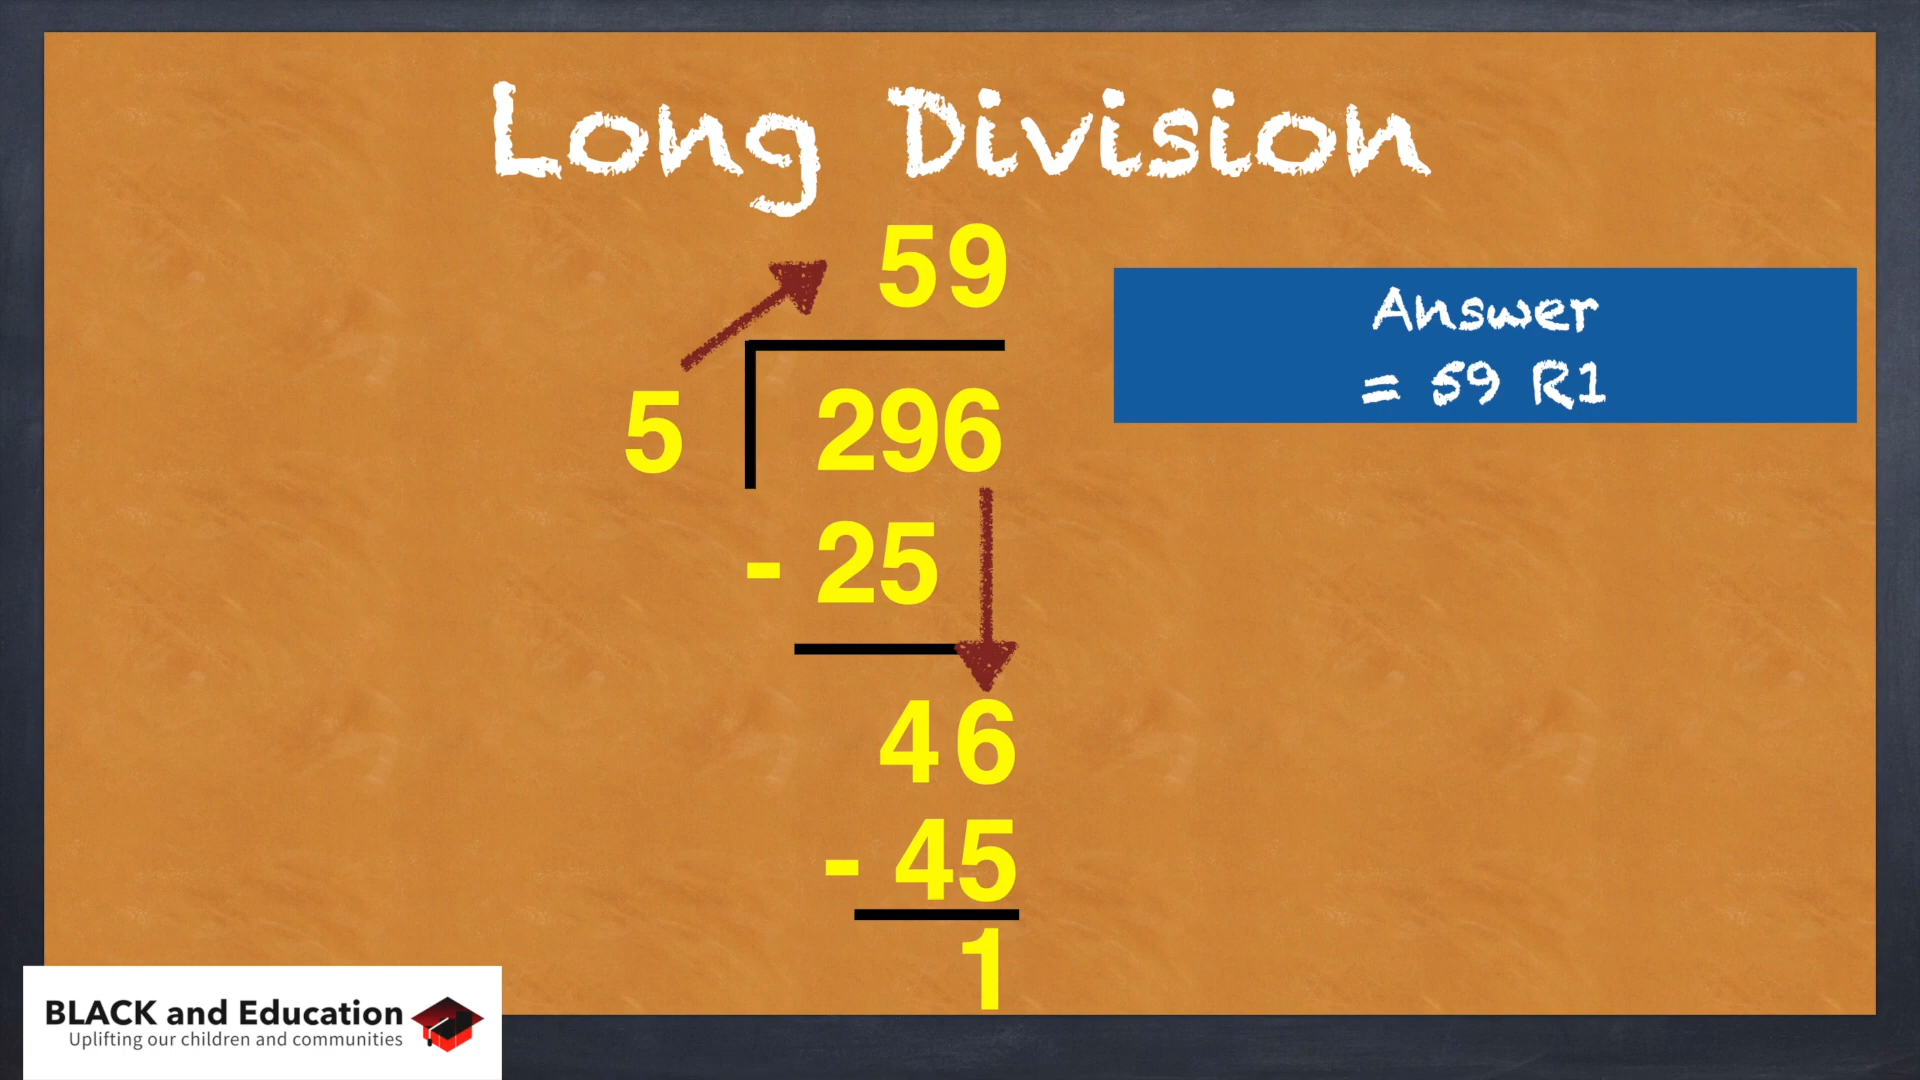 Long Division
59
5 296
- 25
46
- 45
1
Answer
= 59 R1
BLACK and Education
Uplifting our children and communities